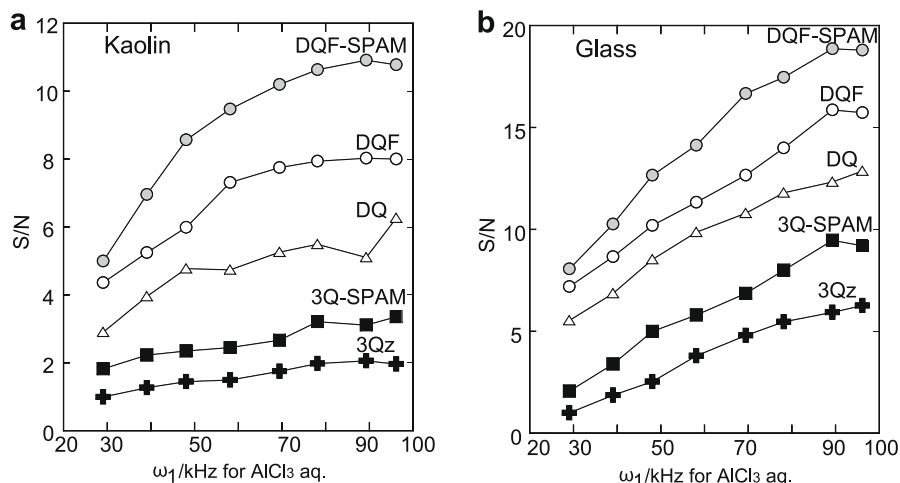 a
Kaolin
DQF-SPAM
DQF
DQ
3Q-SPAM
3Qz
S/N
12
10
8
6
4
2
0
20 30 50 70 90 100
ω1/kHz for AlCl3 aq.
b
Glass
DQF-SPAM
DQF
DQ
3Q-SPAM
3Qz
S/N
20
15
10
5
0
20 30 50 70 90 100
ω1/kHz for AlCl3 aq.